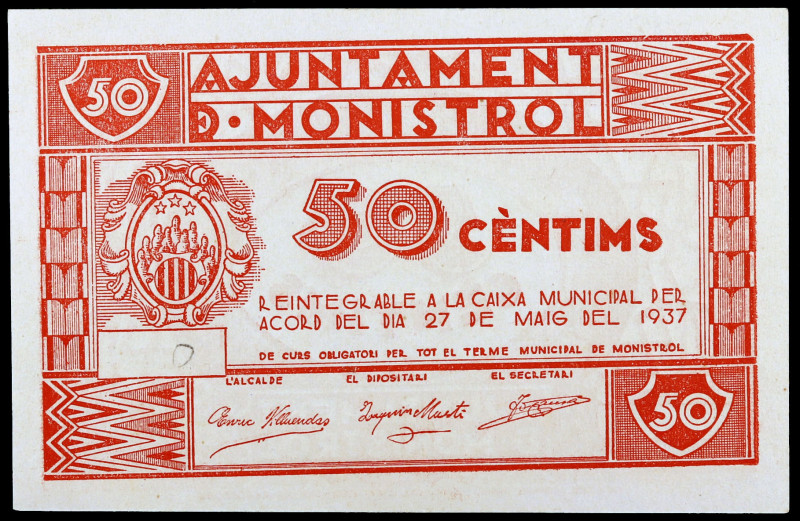 50
AJUNTAMENT
D · MONISTROL
50 CÈNTIMS
REINTEGRABLE A LA CAIXA MUNICIPAL PER
ACORD DEL DIA 27 DE MAIG DEL 1937
0
DE CURS OBLIGATORI PER TOT EL TERME MUNICIPAL DE MONISTROL
L'ALCALDE EL DIPOSITARI EL SECRETARI
Enric Villuendas Joaquim Martí
50